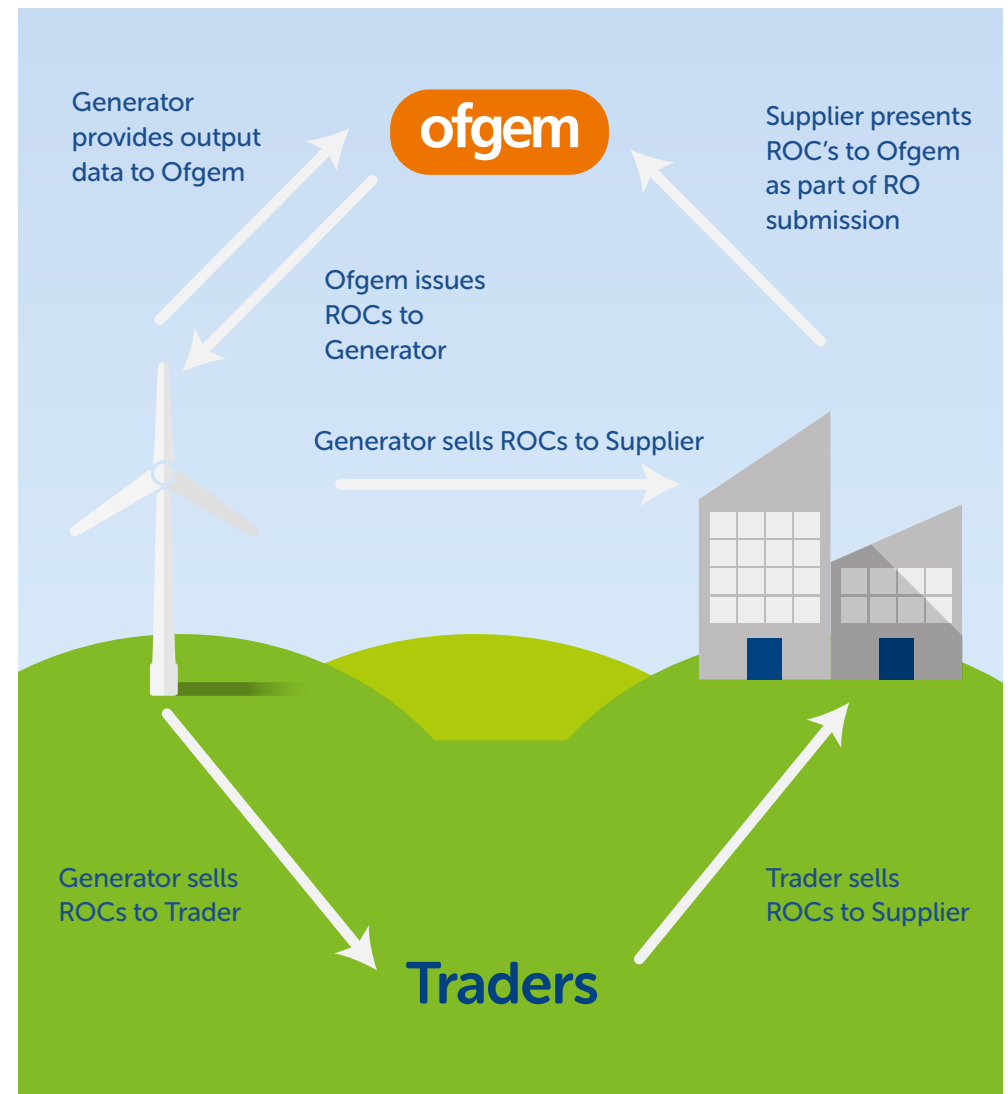 Generator
provides output
data to Ofgem
ofgem
Supplier presents
ROC's to Ofgem
as part of RO
submission
Ofgem issues
ROCs to
Generator
Generator sells ROCs to Supplier
Generator sells
ROCs to Trader
Trader sells
ROCs to Supplier
Traders